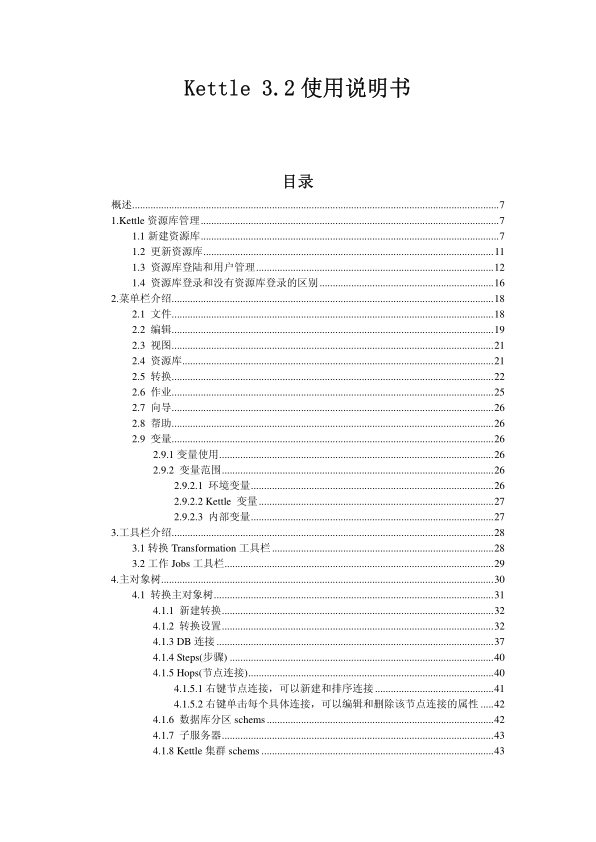 Kettle 3.2使用说明书
目录
概述........7
1.Kettle 资源库管理........7
1.1 新建资源库........7
1.2 更新资源库........11
1.3 资源库登陆和用户管理........12
1.4 资源库登录和没有资源库登录的区别........16
2.菜单栏介绍........18
2.1 文件........18
2.2 编辑........19
2.3 视图........21
2.4 资源库........21
2.5 转换........22
2.6 作业........25
2.7 向导........26
2.8 帮助........26
2.9 变量........26
2.9.1 变量使用........26
2.9.2 变量范围........26
2.9.2.1 环境变量........26
2.9.2.2 Kettle 变量........27
2.9.2.3 内部变量........27
3.工具栏介绍........28
3.1 转换 Transformation 工具栏........28
3.2 工作 Jobs 工具栏........29
4.主对象树........30
4.1 转换主对象树........31
4.1.1 新建转换........32
4.1.2 转换设置........32
4.1.3 DB 连接........37
4.1.4 Steps(步骤)........40
4.1.5 Hops(节点连接)........40
4.1.5.1 右键节点连接，可以新建和排序连接........41
4.1.5.2 右键单击每个具体连接，可以编辑和删除该节点连接的属性.....42
4.1.6 数据库分区 schems........42
4.1.7 子服务器........43
4.1.8 Kettle 集群 schems........43